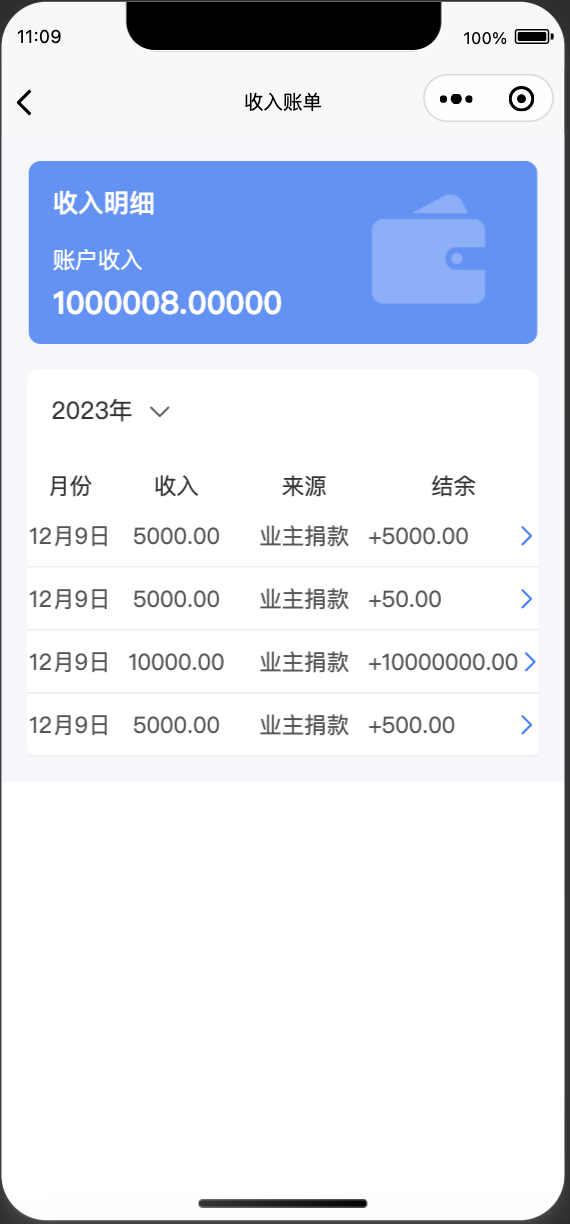 11:09 100%
收入账单
收入明细
账户收入
1000008.00000
2023年
月份 收入 来源 结余
12月9日 5000.00 业主捐款 +5000.00
12月9日 5000.00 业主捐款 +50.00
12月9日 10000.00 业主捐款 +10000000.00
12月9日 5000.00 业主捐款 +500.00